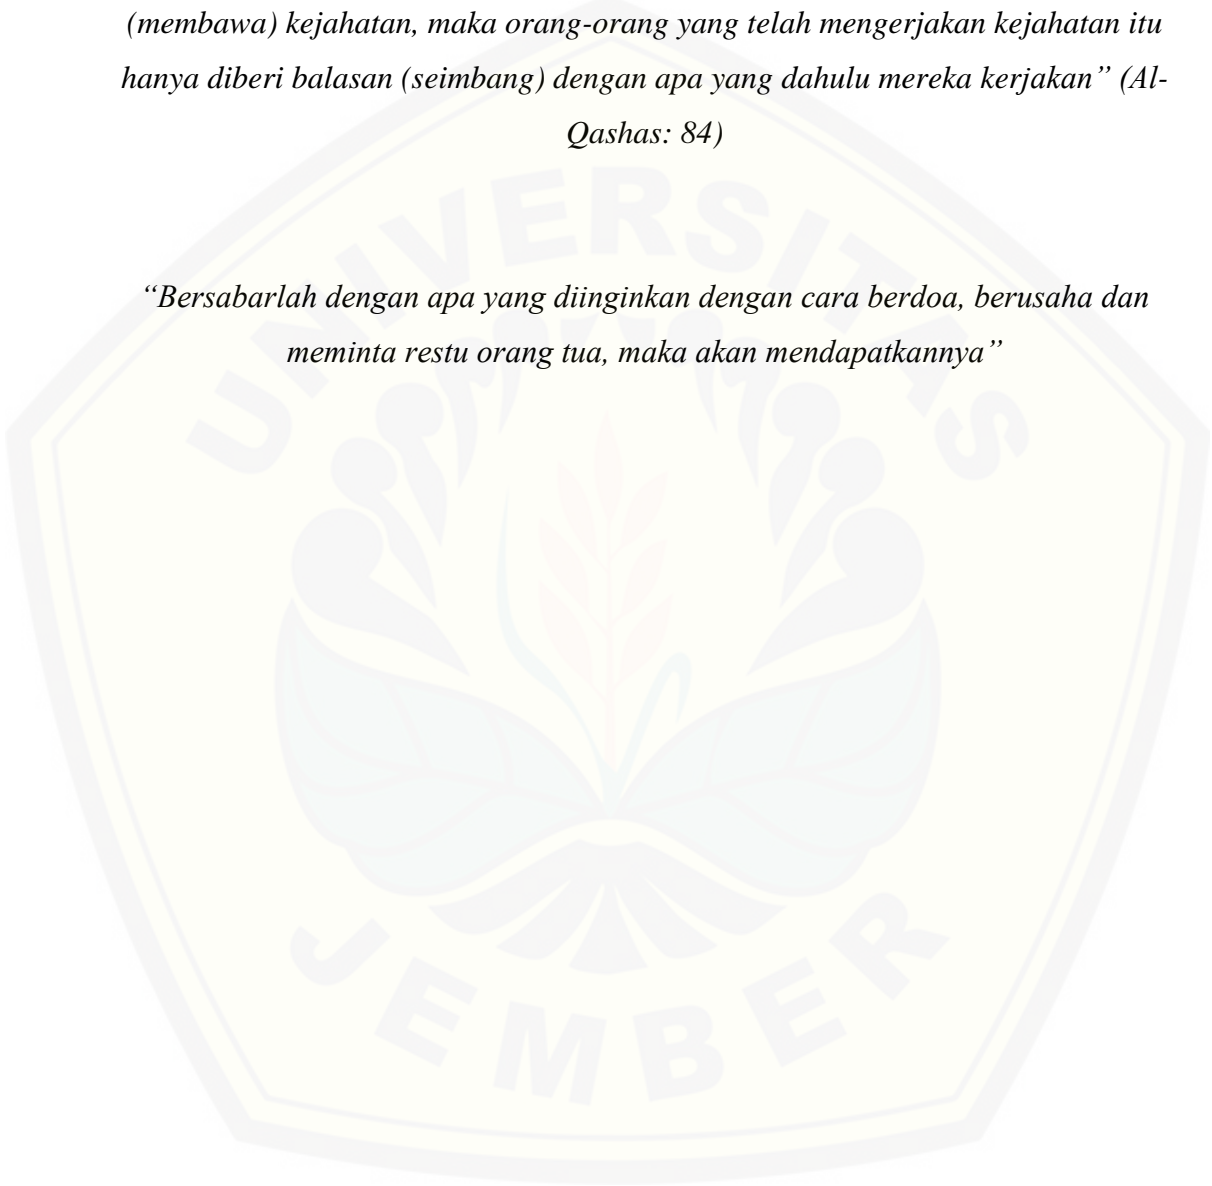 (membawa) kejahatan, maka orang-orang yang telah mengerjakan kejahatan itu
hanya diberi balasan (seimbang) dengan apa yang dahulu mereka kerjakan” (Al-
Qashas: 84)
“Bersabarlah dengan apa yang diinginkan dengan cara berdoa, berusaha dan
meminta restu orang tua, maka akan mendapatkannya”
UNIVERSITAS
JEMBER